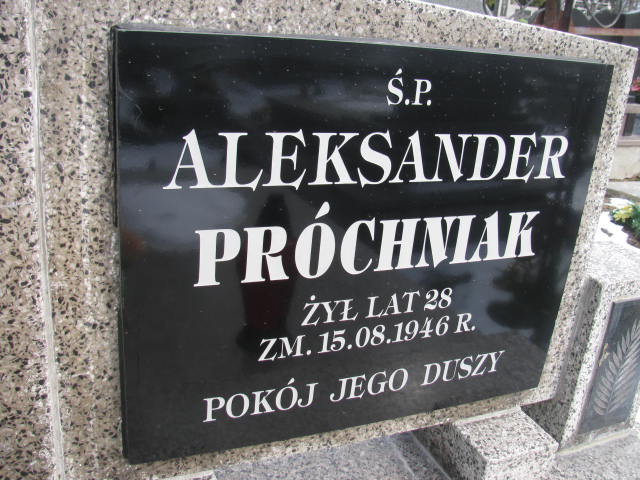 Ś.P.
ALEKSANDER
PRÓCHNIAK
ŻYŁ LAT 28
ZM. 15.08.1946 R.
POKÓJ JEGO DUSZY